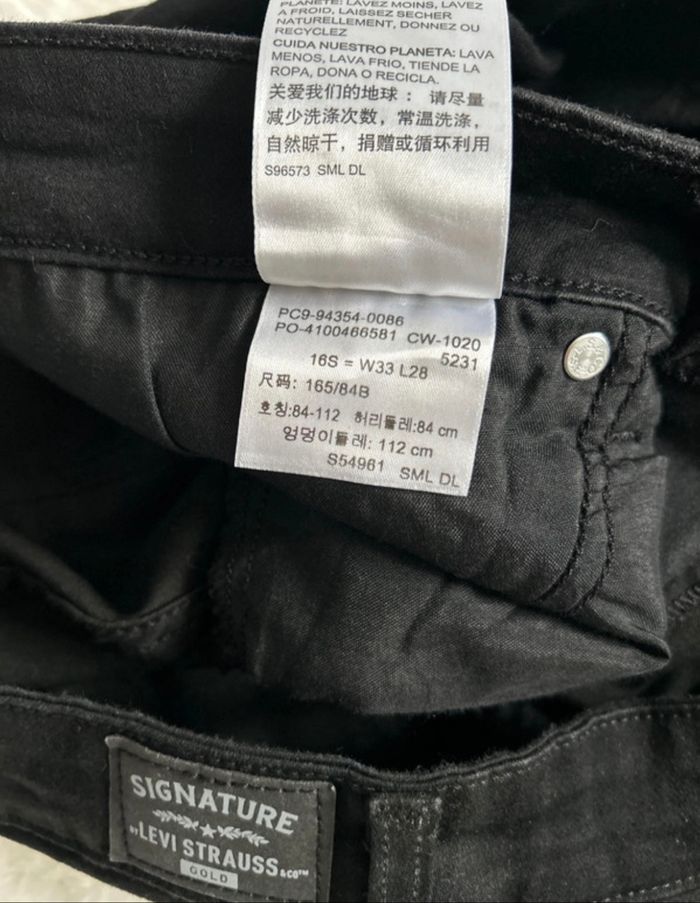 PLANÈTE: LAVEZ MOINS, LAVEZ
A FROID, LAISSEZ SECHER
NATURELLEMENT, DONNEZ OU
RECYCLEZ
CUIDA NUESTRO PLANETA: LAVA
MENOS, LAVA FRIO, TIENDE LA
ROPA, DONA O RECICLA.
关爱我们的地球： 请尽量
减少洗涤次数，常温洗涤，
自然晾干，捐赠或循环利用
S96573 SML DL
PC9-94354-0086
PO-4100466581 CW-1020
5231
16S = W33 L28
尺码: 165/84B
호칭:84-112 허리둘레:84 cm
엉덩이둘레: 112 cm
S54961 SML DL
SIGNATURE
BY LEVI STRAUSS & CO™
GOLD